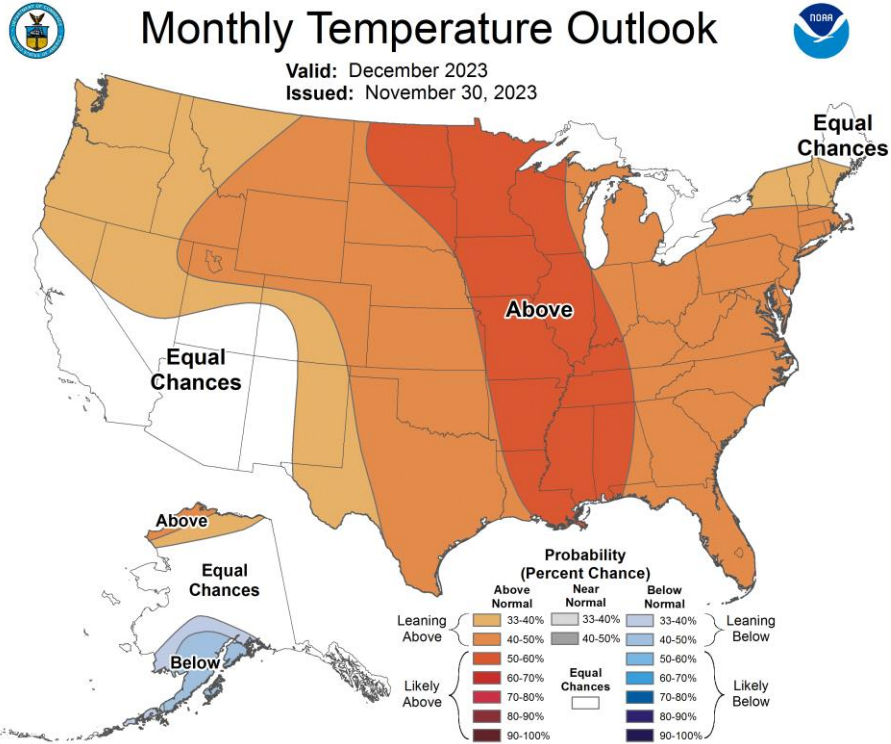 Monthly Temperature Outlook
NOAA
Valid: December 2023
Issued: November 30, 2023
Equal
Chances
Above
Equal
Chances
Above
Equal
Chances
Below
Probability
(Percent Chance)
Above
Normal
Near
Normal
Below
Normal
Leaning
Above
33-40%
40-50%
33-40%
40-50%
33-40%
40-50%
Leaning
Below
Likely
Above
50-60%
60-70%
70-80%
80-90%
90-100%
Equal
Chances
50-60%
60-70%
70-80%
80-90%
90-100%
Likely
Below